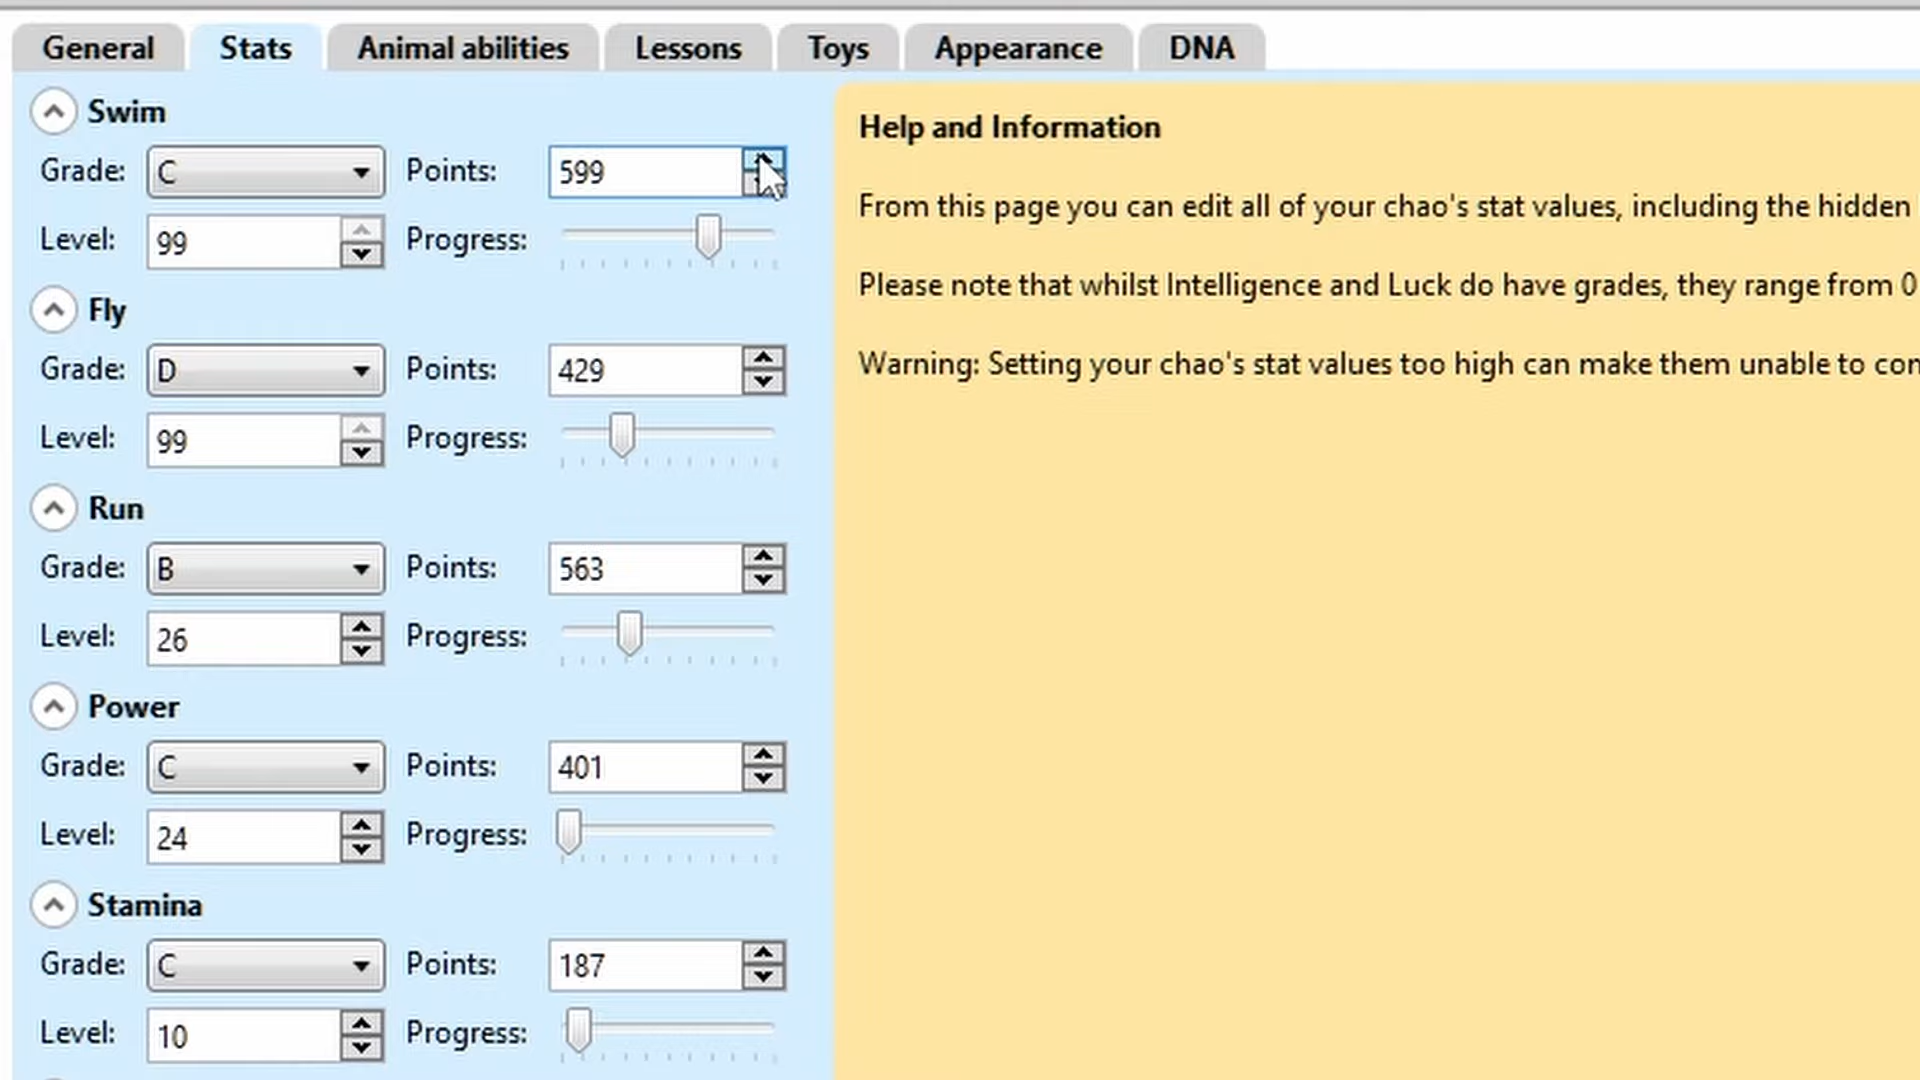 General Stats Animal abilities Lessons Toys Appearance DNA
Swim
Grade: C Points: 599
Level: 99 Progress:
Fly
Grade: D Points: 429
Level: 99 Progress:
Run
Grade: B Points: 563
Level: 26 Progress:
Power
Grade: C Points: 401
Level: 24 Progress:
Stamina
Grade: C Points: 187
Level: 10 Progress:
Help and Information
From this page you can edit all of your chao's stat values, including the hidden
Please note that whilst Intelligence and Luck do have grades, they range from 0
Warning: Setting your chao's stat values too high can make them unable to